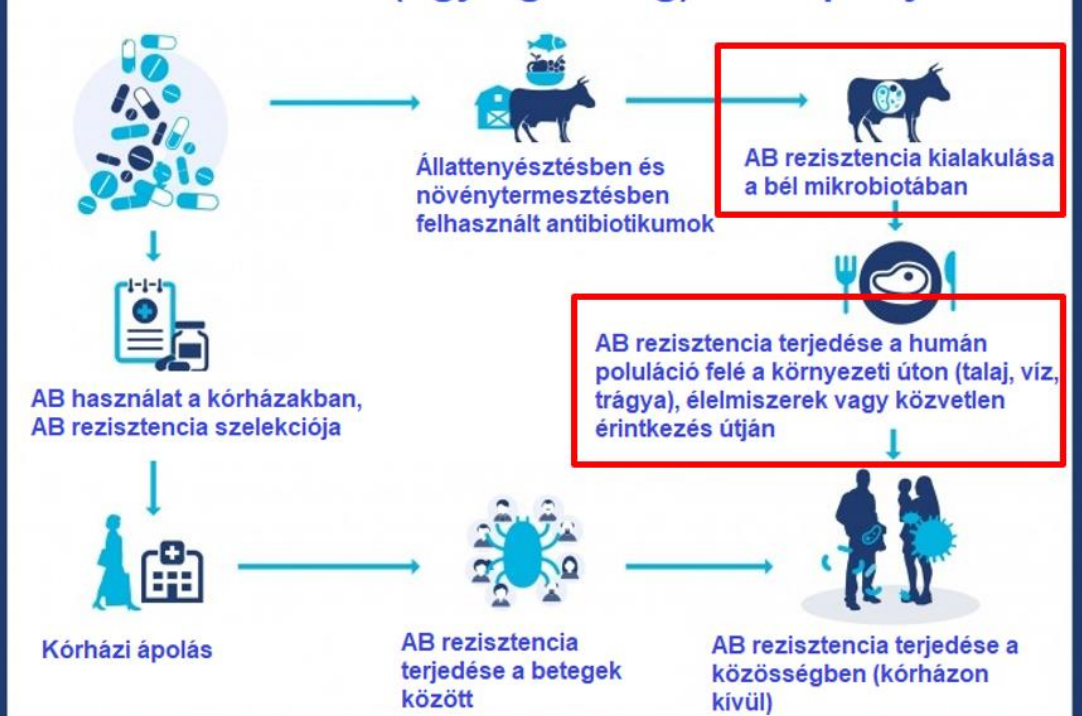 Állattenyésztésben és
növénytermesztésben
felhasznált antibiotikumok
AB rezisztencia kialakulása
a bél mikrobiotában
AB használat a kórházakban,
AB rezisztencia szelekciója
AB rezisztencia terjedése a humán
poluláció felé a környezeti úton (talaj, víz,
trágya), élelmiszerek vagy közvetlen
érintkezés útján
Kórházi ápolás
AB rezisztencia
terjedése a betegek
között
AB rezisztencia terjedése a
közösségben (kórházon
kívül)